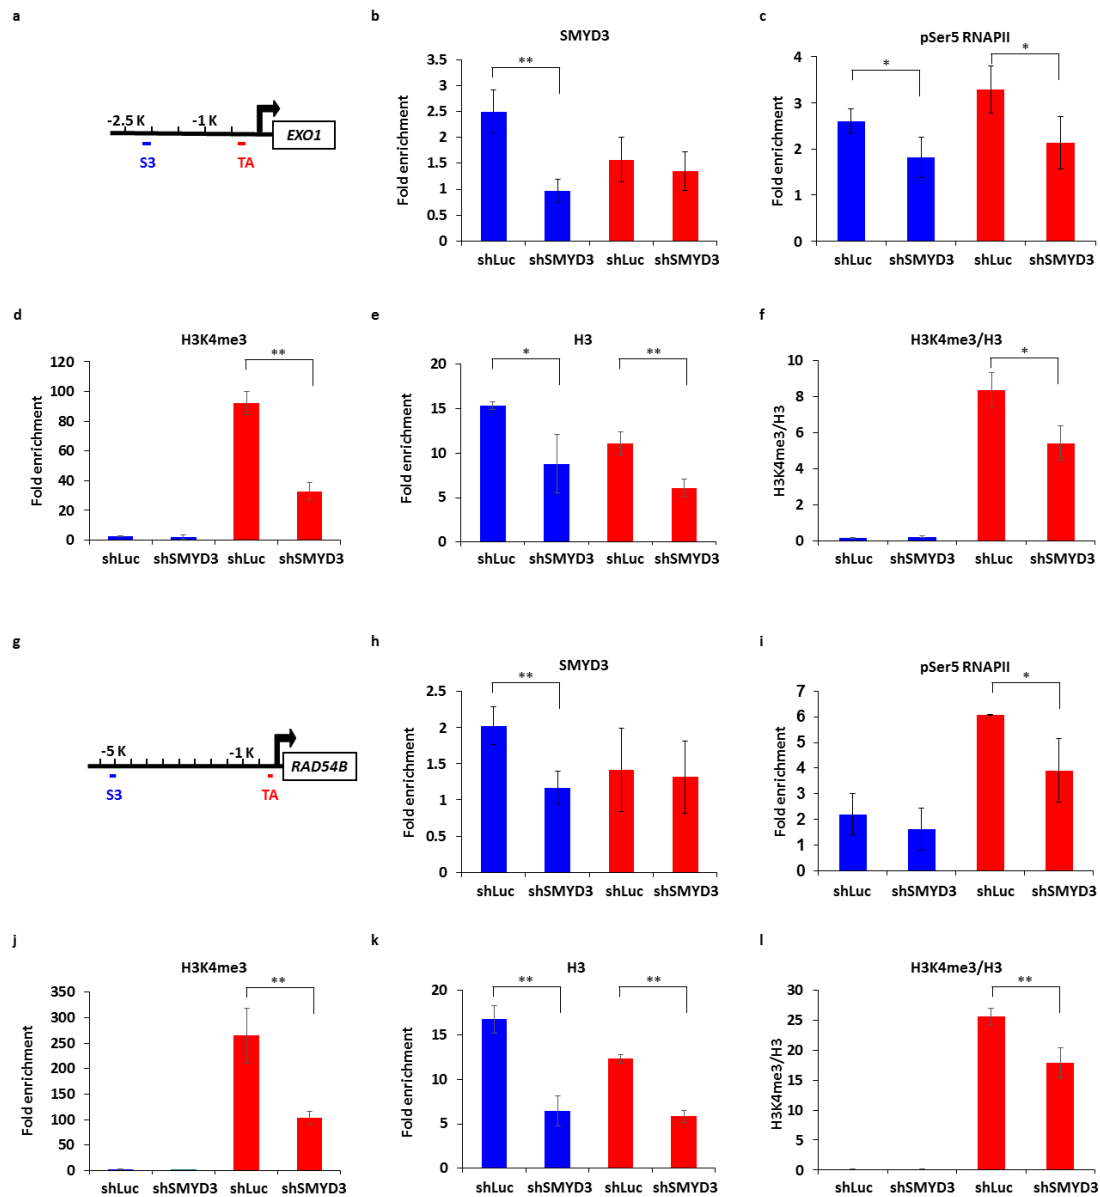 a
-2.5 K
-1 K
EXO1
S3
TA
b
SMYD3
**
Fold enrichment
3.5
3
2.5
2
1.5
1
0.5
0
shLuc
shSMYD3
shLuc
shSMYD3
c
pSer5 RNAPII
*
*
Fold enrichment
4
3
2
1
0
shLuc
shSMYD3
shLuc
shSMYD3
d
H3K4me3
**
Fold enrichment
120
100
80
60
40
20
0
shLuc
shSMYD3
shLuc
shSMYD3
e
H3
*
**
Fold enrichment
20
15
10
5
0
shLuc
shSMYD3
shLuc
shSMYD3
f
H3K4me3/H3
*
H3K4me3/H3
10
8
6
4
2
0
shLuc
shSMYD3
shLuc
shSMYD3
g
-5 K
-1 K
RAD54B
S3
TA
h
SMYD3
**
Fold enrichment
2.5
2
1.5
1
0.5
0
shLuc
shSMYD3
shLuc
shSMYD3
i
pSer5 RNAPII
*
Fold enrichment
7
6
5
4
3
2
1
0
shLuc
shSMYD3
shLuc
shSMYD3
j
H3K4me3
**
Fold enrichment
350
300
250
200
150
100
50
0
shLuc
shSMYD3
shLuc
shSMYD3
k
H3
**
**
Fold enrichment
20
15
10
5
0
shLuc
shSMYD3
shLuc
shSMYD3
l
H3K4me3/H3
**
H3K4me3/H3
30
25
20
15
10
5
0
shLuc
shSMYD3
shLuc
shSMYD3